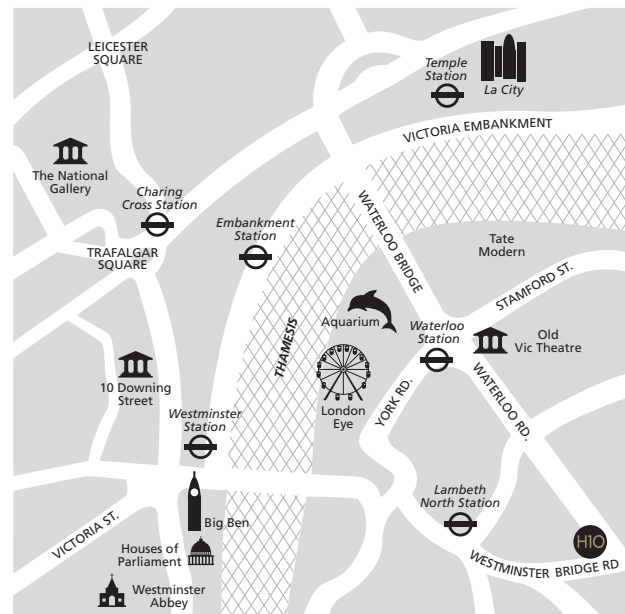 LEICESTER
SQUARE
Temple
Station
La City
VICTORIA EMBANKMENT
The National
Gallery
Charing
Cross Station
Embankment
Station
WATERLOO BRIDGE
TRAFALGAR
SQUARE
Tate
Modern
STAMFORD ST.
THAMESIS
Aquarium
Waterloo
Station
Old
Vic Theatre
10 Downing
Street
London
Eye
YORK RD.
WATERLOO RD.
Westminster
Station
Lambeth
North Station
VICTORIA ST.
Big Ben
H10
Houses of
Parliament
WESTMINSTER BRIDGE RD
Westminster
Abbey